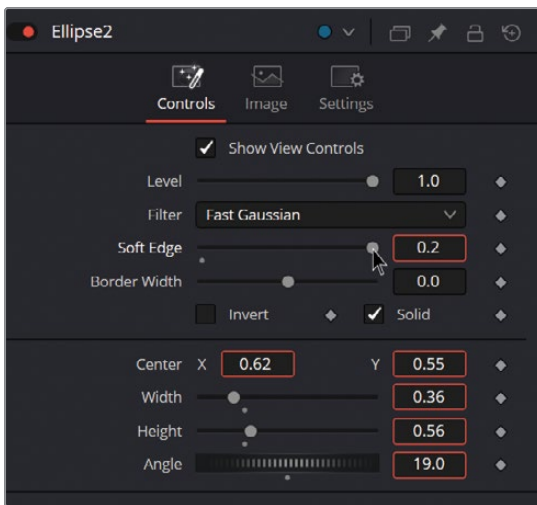 Ellipse2
Controls Image Settings
Show View Controls
Level 1.0
Filter Fast Gaussian
Soft Edge 0.2
Border Width 0.0
Invert Solid
Center X 0.62 Y 0.55
Width 0.36
Height 0.56
Angle 19.0